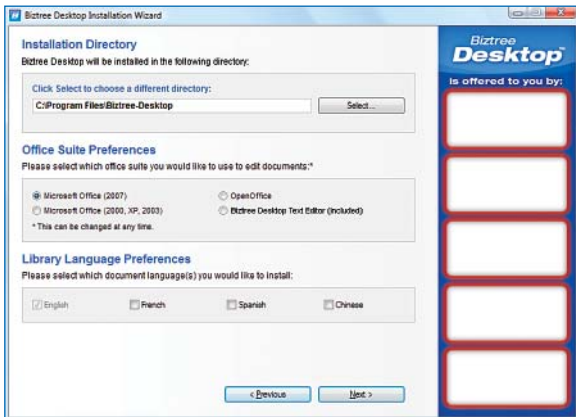 Biztree Desktop Installation Wizard
Installation Directory
Biztree Desktop will be installed in the following directory:
Click Select to choose a different directory:
C:\Program Files\Biztree-Desktop
Select...
Office Suite Preferences
Please select which office suite you would like to use to edit documents:*
Microsoft Office (2007)
OpenOffice
Microsoft Office (2000, XP, 2003)
Biztree Desktop Text Editor (included)
* This can be changed at any time.
Library Language Preferences
Please select which document language(s) you would like to install:
English
French
Spanish
Chinese
< Previous
Next >
Biztree
Desktop
is offered to you by: